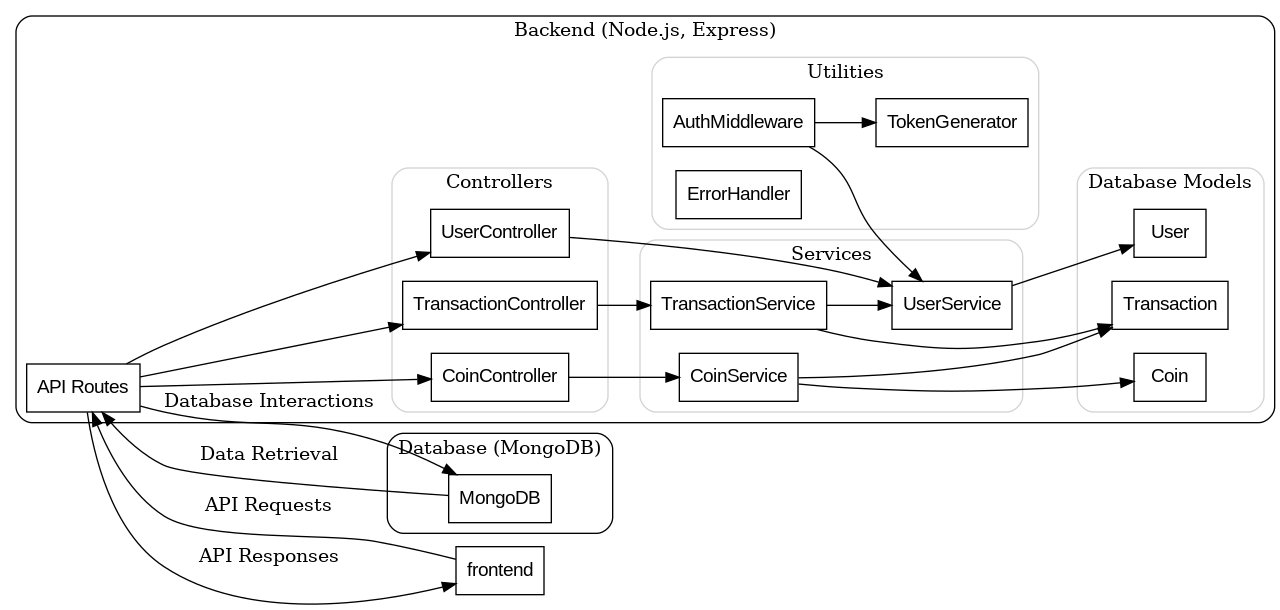 Backend (Node.js, Express)
Utilities
AuthMiddleware
TokenGenerator
ErrorHandler
Controllers
UserController
TransactionController
CoinController
Services
TransactionService
UserService
CoinService
Database Models
User
Transaction
Coin
API Routes
Database Interactions
Data Retrieval
API Requests
API Responses
Database (MongoDB)
MongoDB
frontend